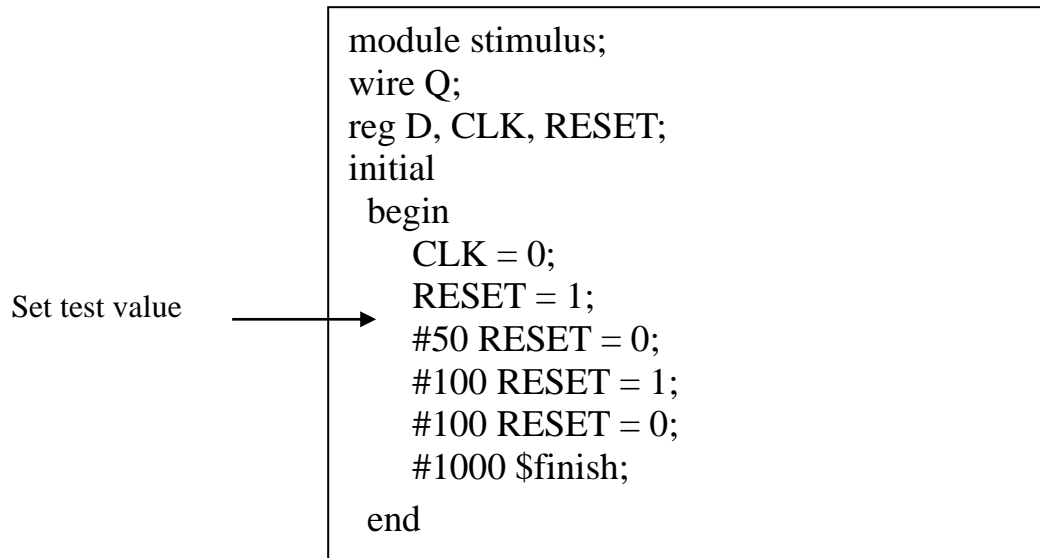 module stimulus;
wire Q;
reg D, CLK, RESET;
initial
begin
CLK = 0;
RESET = 1;
Set test value
#50 RESET = 0;
#100 RESET = 1;
#100 RESET = 0;
#1000 $finish;
end